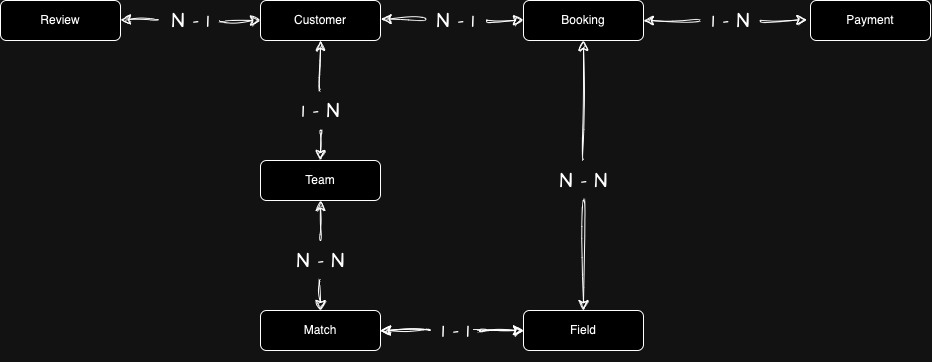 Review N - 1 Customer N - 1 Booking 1 - N Payment
1 - N
Team
N - N
N - N
Match 1 - 1 Field